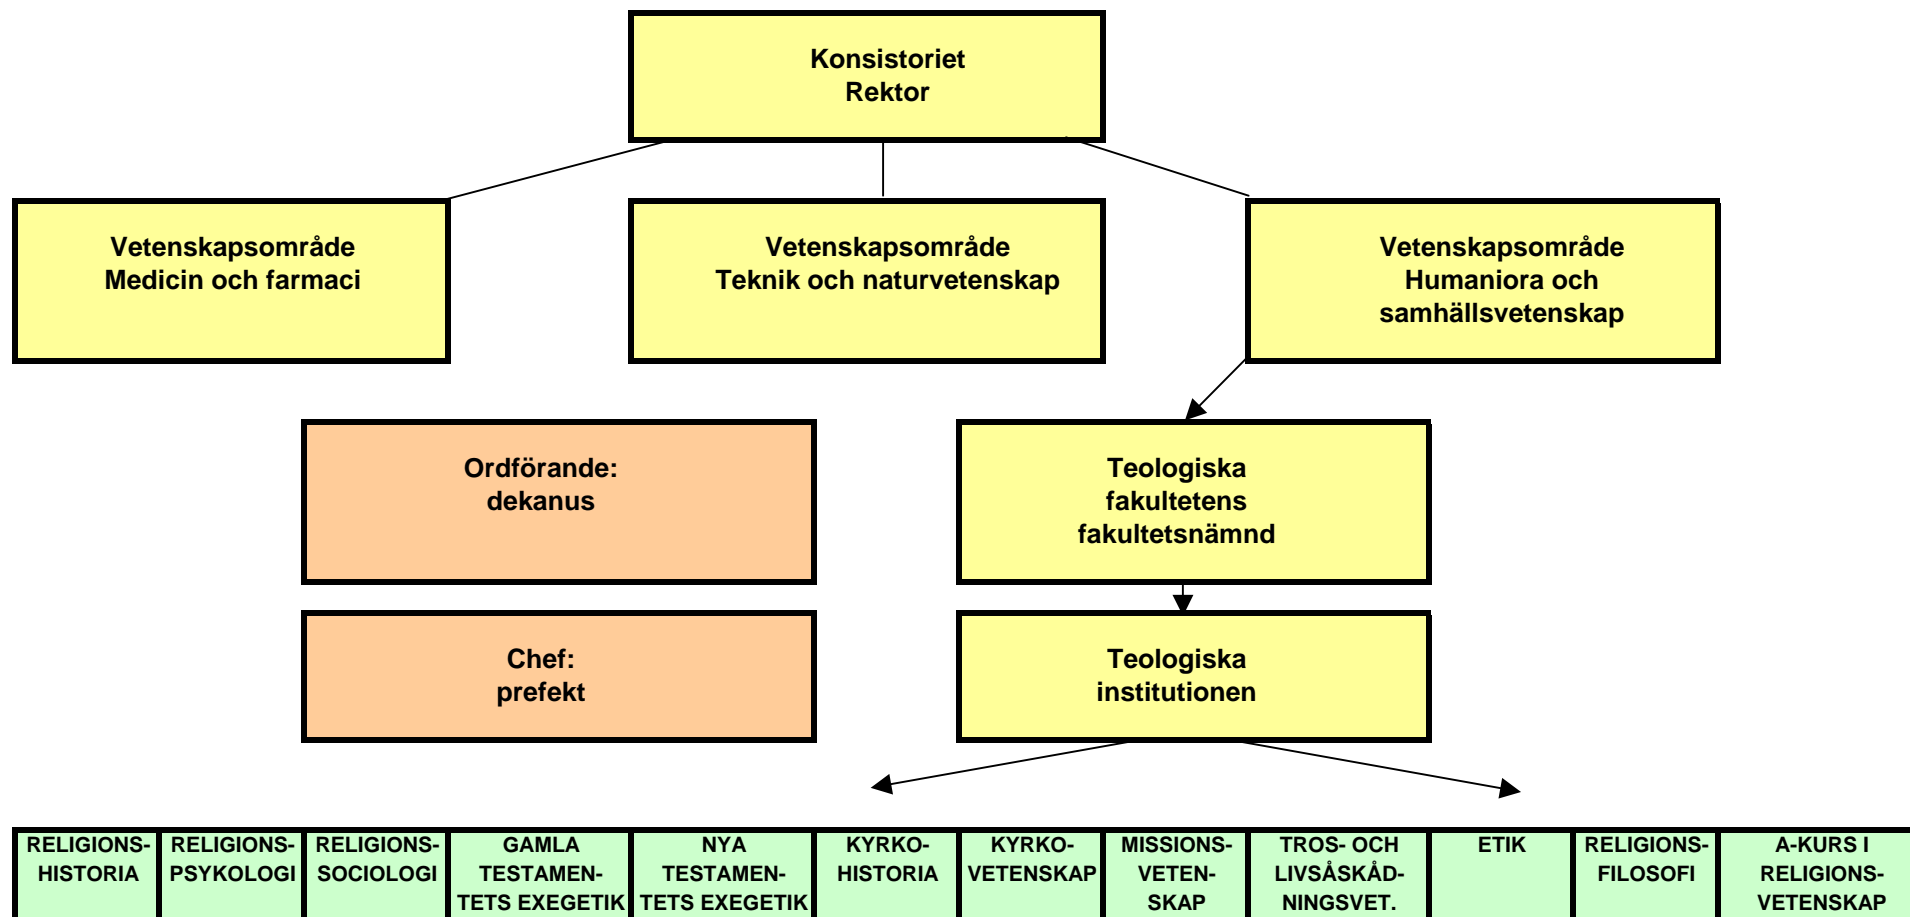 Konsistoriet
Rektor
Vetenskapsområde
Medicin och farmaci
Vetenskapsområde
Teknik och naturvetenskap
Vetenskapsområde
Humaniora och
samhällsvetenskap
Ordförande:
dekanus
Teologiska
fakultetens
fakultetsnämnd
Chef:
prefekt
Teologiska
institutionen
RELIGIONS-
HISTORIA
RELIGIONS-
PSYKOLOGI
RELIGIONS-
SOCIOLOGI
GAMLA
TESTAMEN-
TETS EXEGETIK
NYA
TESTAMEN-
TETS EXEGETIK
KYRKO-
HISTORIA
KYRKO-
VETENSKAP
MISSIONS-
VETEN-
SKAP
TROS- OCH
LIVSÅSKÅD-
NINGSVET.
ETIK
RELIGIONS-
FILOSOFI
A-KURS I
RELIGIONS-
VETENSKAP